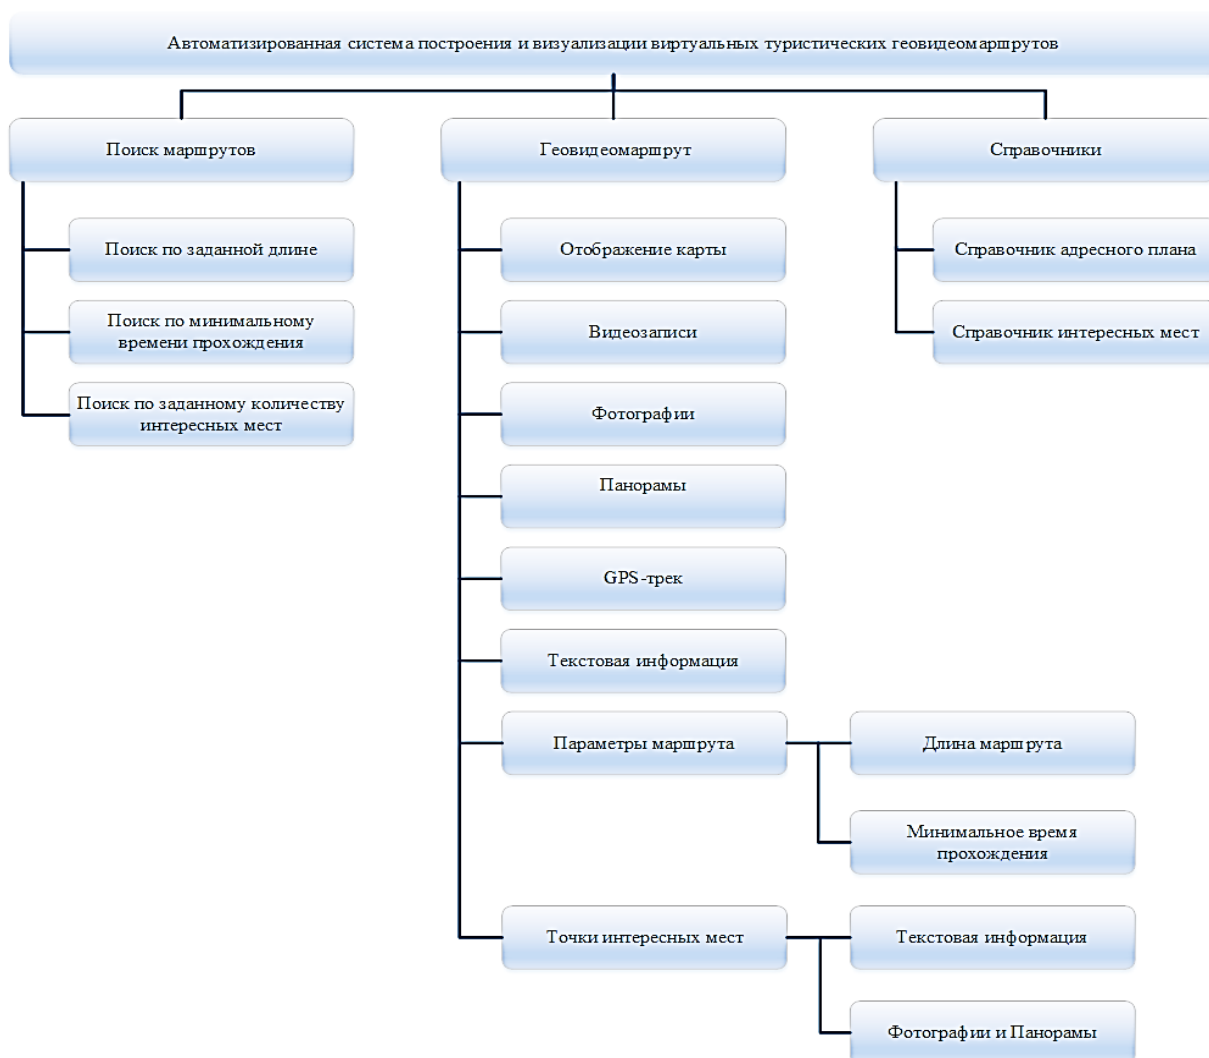 Автоматизированная система построения и визуализации виртуальных туристических геовидеомаршрутов
Поиск маршрутов
Поиск по заданной длине
Поиск по минимальному
времени прохождения
Поиск по заданному количеству
интересных мест
Геовидеомаршрут
Отображение карты
Видеозаписи
Фотографии
Панорамы
GPS-трек
Текстовая информация
Параметры маршрута
Длина маршрута
Минимальное время
прохождения
Точки интересных мест
Текстовая информация
Фотографии и Панорамы
Справочники
Справочник адресного плана
Справочник интересных мест